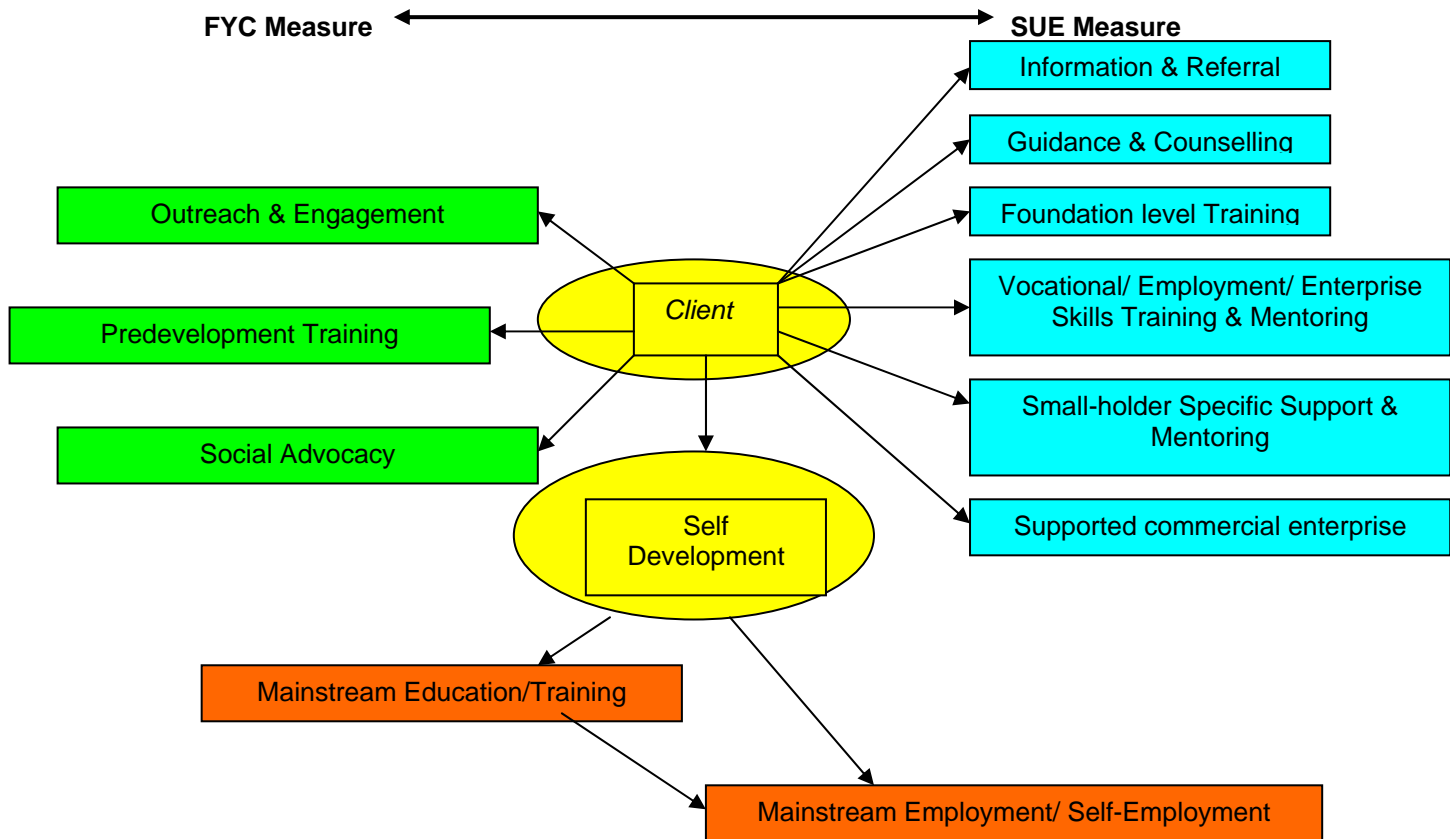 FYC Measure
SUE Measure
Information & Referral
Guidance & Counselling
Outreach & Engagement
Foundation level Training
Client
Vocational/ Employment/ Enterprise
Skills Training & Mentoring
Predevelopment Training
Small-holder Specific Support &
Mentoring
Social Advocacy
Self
Development
Supported commercial enterprise
Mainstream Education/Training
Mainstream Employment/ Self-Employment